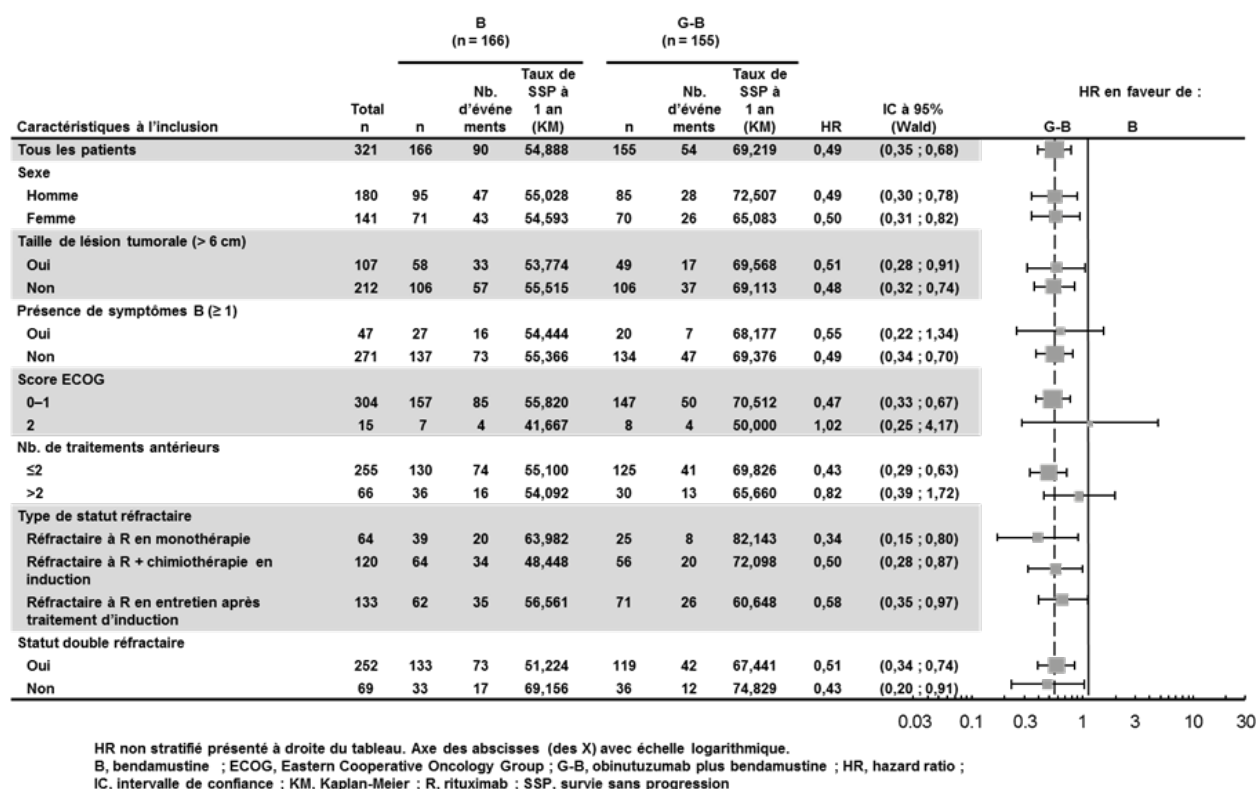 B G-B
(n = 166) (n = 155)
Caractéristiques à l'inclusion Total n n Nb. d'événe ments Taux de SSP à 1 an (KM) n Nb. d'événe ments Taux de SSP à 1 an (KM) HR IC à 95% (Wald) HR en faveur de : G-B B
Tous les patients 321 166 90 54,888 155 54 69,219 0,49 (0,35 ; 0,68)
Sexe
Homme 180 95 47 55,028 85 28 72,507 0,49 (0,30 ; 0,78)
Femme 141 71 43 54,593 70 26 65,083 0,50 (0,31 ; 0,82)
Taille de lésion tumorale (> 6 cm)
Oui 107 58 33 53,774 49 17 69,568 0,51 (0,28 ; 0,91)
Non 212 106 57 55,515 106 37 69,113 0,48 (0,32 ; 0,74)
Présence de symptômes B (≥ 1)
Oui 47 27 16 54,444 20 7 68,177 0,55 (0,22 ; 1,34)
Non 271 137 73 55,366 134 47 69,376 0,49 (0,34 ; 0,70)
Score ECOG
0–1 304 157 85 55,820 147 50 70,512 0,47 (0,33 ; 0,67)
2 15 7 4 41,667 8 4 50,000 1,02 (0,25 ; 4,17)
Nb. de traitements antérieurs
≤2 255 130 74 55,100 125 41 69,826 0,43 (0,29 ; 0,63)
>2 66 36 16 54,092 30 13 65,660 0,82 (0,39 ; 1,72)
Type de statut réfractaire
Réfractaire à R en monothérapie 64 39 20 63,982 25 8 82,143 0,34 (0,15 ; 0,80)
Réfractaire à R + chimiothérapie en 120 64 34 48,448 56 20 72,098 0,50 (0,28 ; 0,87)
induction
Réfractaire à R en entretien après 133 62 35 56,561 71 26 60,648 0,58 (0,35 ; 0,97)
traitement d'induction
Statut double réfractaire
Oui 252 133 73 51,224 119 42 67,441 0,51 (0,34 ; 0,74)
Non 69 33 17 69,156 36 12 74,829 0,43 (0,20 ; 0,91)
0.03 0.1 0.3 1 3 10 30
HR non stratifié présenté à droite du tableau. Axe des abscisses (des X) avec échelle logarithmique.
B, bendamustine ; ECOG, Eastern Cooperative Oncology Group ; G-B, obinutuzumab plus bendamustine ; HR, hazard ratio ;
IC, intervalle de confiance ; KM, Kaplan-Meier ; R, rituximab ; SSP, survie sans progression